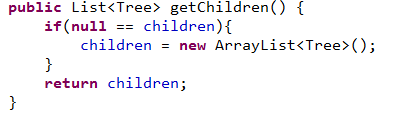 public List<Tree> getChildren() {
    if(null == children){
        children = new ArrayList<Tree>();
    }
    return children;
}